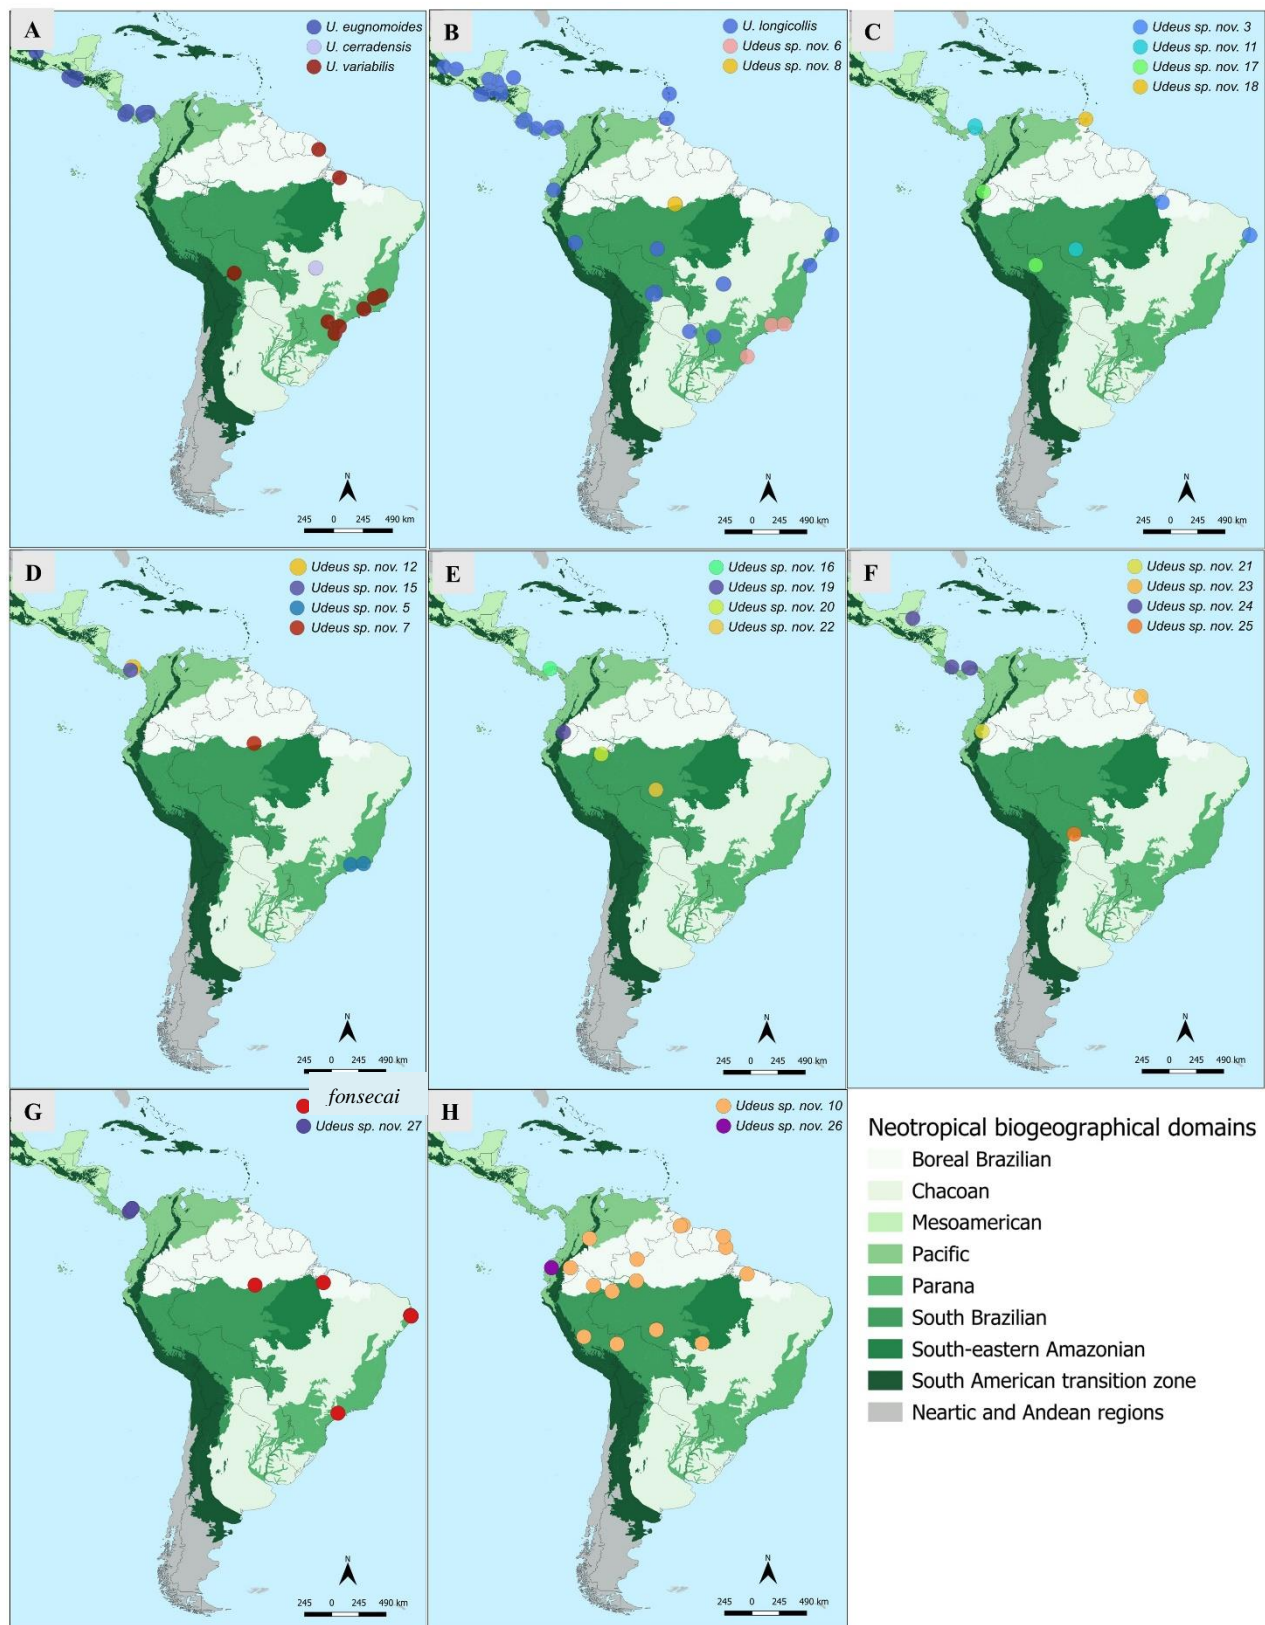 A
U. eugnomoides
U. cerradensis
U. variabilis
N
245 0 245 490 km
B
U. longicollis
Udeus sp. nov. 6
Udeus sp. nov. 8
N
245 0 245 490 km
C
Udeus sp. nov. 3
Udeus sp. nov. 11
Udeus sp. nov. 17
Udeus sp. nov. 18
N
245 0 245 490 km
D
Udeus sp. nov. 12
Udeus sp. nov. 15
Udeus sp. nov. 5
Udeus sp. nov. 7
N
245 0 245 490 km
E
Udeus sp. nov. 16
Udeus sp. nov. 19
Udeus sp. nov. 20
Udeus sp. nov. 22
N
245 0 245 490 km
F
Udeus sp. nov. 21
Udeus sp. nov. 23
Udeus sp. nov. 24
Udeus sp. nov. 25
N
245 0 245 490 km
G
fonsecai
Udeus sp. nov. 27
N
245 0 245 490 km
H
Udeus sp. nov. 10
Udeus sp. nov. 26
N
245 0 245 490 km
Neotropical biogeographical domains
Boreal Brazilian
Chacoan
Mesoamerican
Pacific
Parana
South Brazilian
South-eastern Amazonian
South American transition zone
Neartic and Andean regions